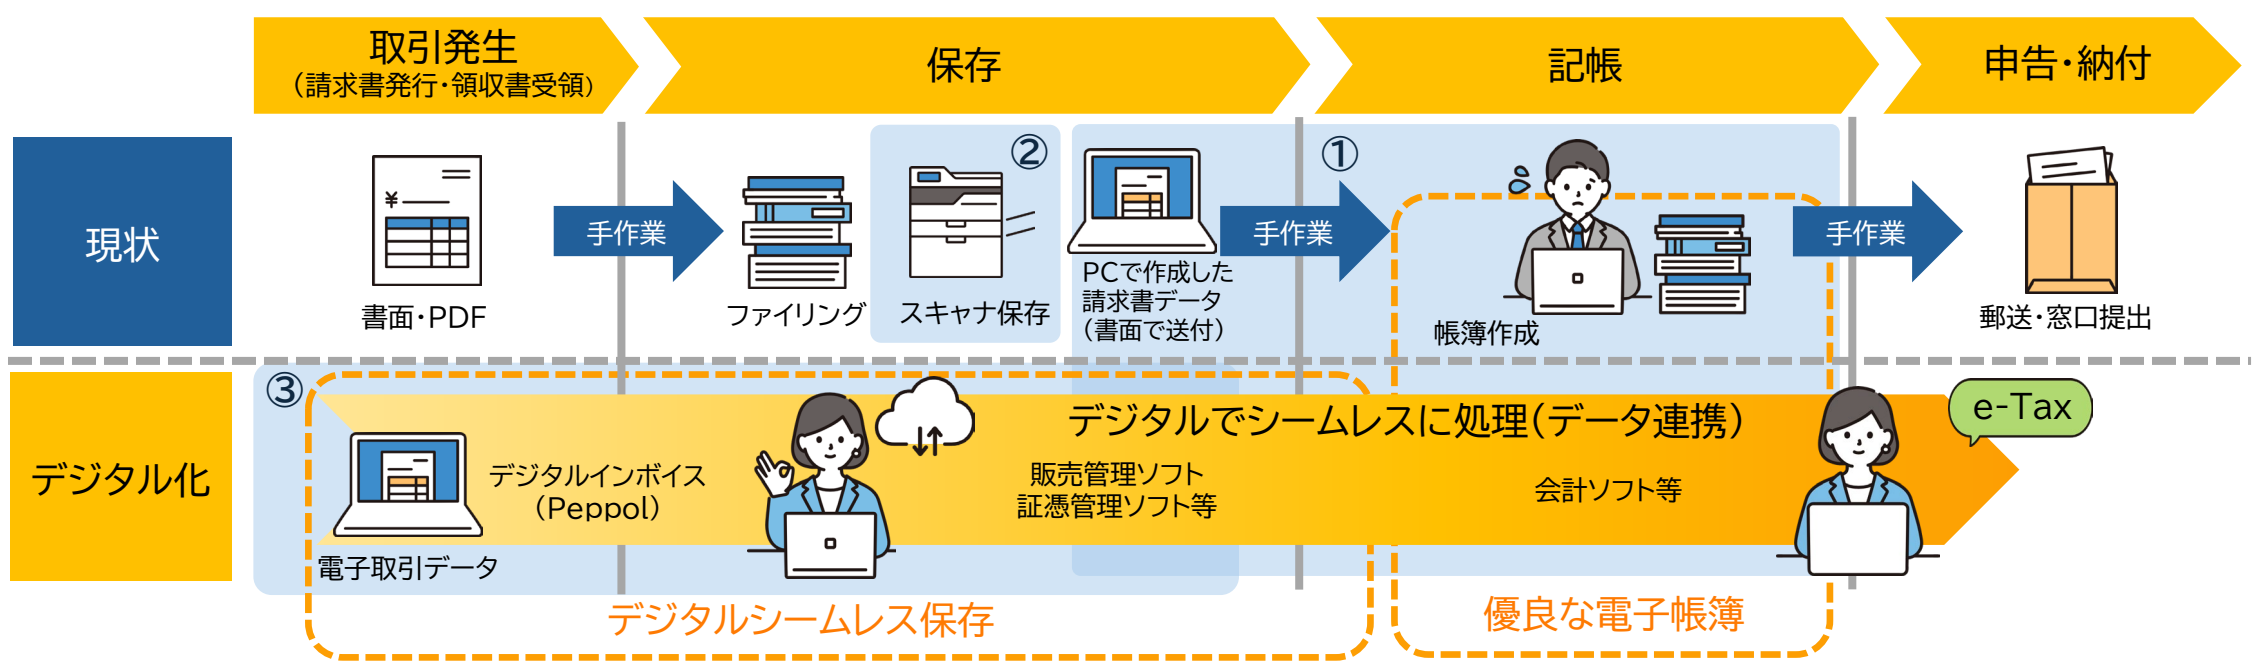 取引発生
（請求書発行・領収書受領）
保存
記帳
申告・納付
現状
書面・PDF
手作業
ファイリング
②
スキャナ保存
PCで作成した
請求書データ
（書面で送付）
①
手作業
帳簿作成
手作業
郵送・窓口提出
デジタル化
③
電子取引データ
デジタルインボイス
（Peppol）
デジタルでシームレスに処理（データ連携）
販売管理ソフト
証憑管理ソフト等
会計ソフト等
e-Tax
デジタルシームレス保存
優良な電子帳簿
¥